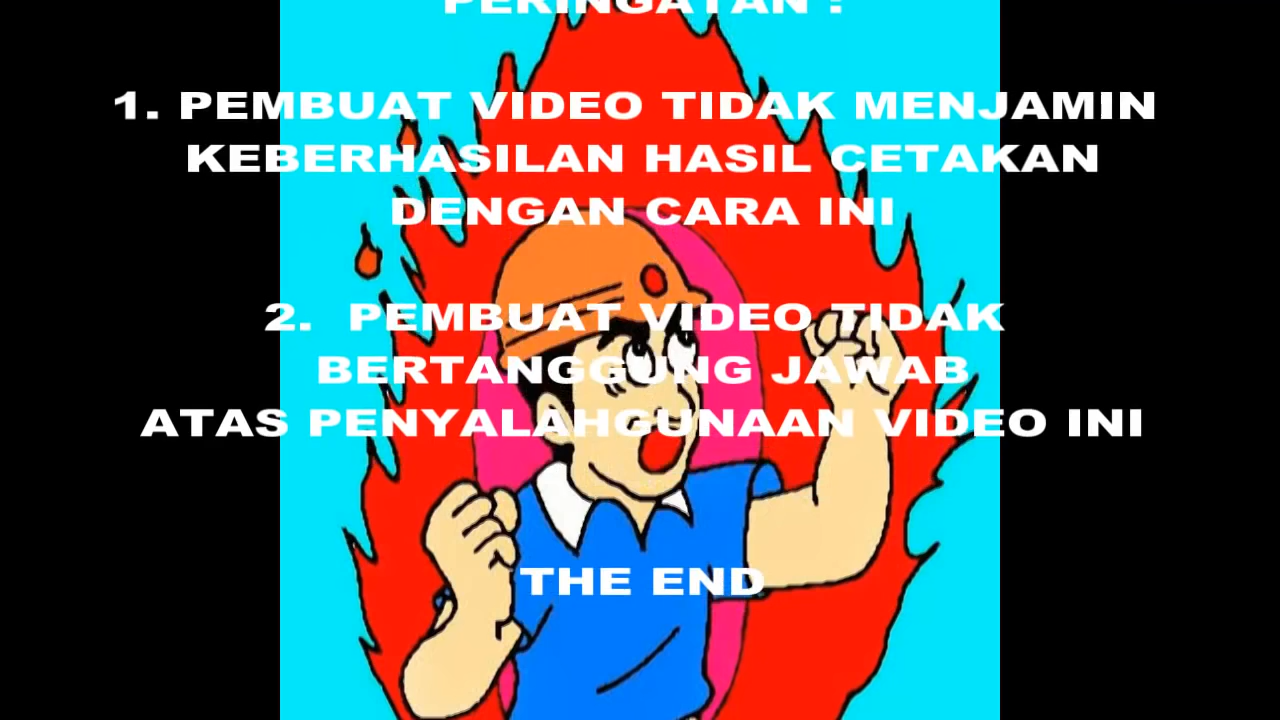 PERINGATAN :
1. PEMBUAT VIDEO TIDAK MENJAMIN
KEBERHASILAN HASIL CETAKAN
DENGAN CARA INI
2. PEMBUAT VIDEO TIDAK
BERTANGGUNG JAWAB
ATAS PENYALAHGUNAAN VIDEO INI
THE END